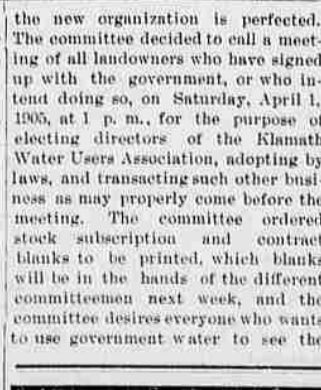 the new organization is perfected.
The committee decided to call a meet-
ing of all landowners who have signed
up with the government, or who in-
tend doing so, on Saturday, April 1,
1905, at 1 p. m., for the purpose of
electing directors of the Klamath
Water Users Association, adopting by
laws, and transacting such other busi-
ness as may properly come before the
meeting. The committee ordered
stock subscription and contract
blanks to be printed, which blanks
will be in the hands of the different
committeemen next week, and the
committee desires everyone who wants
to use government water to see the